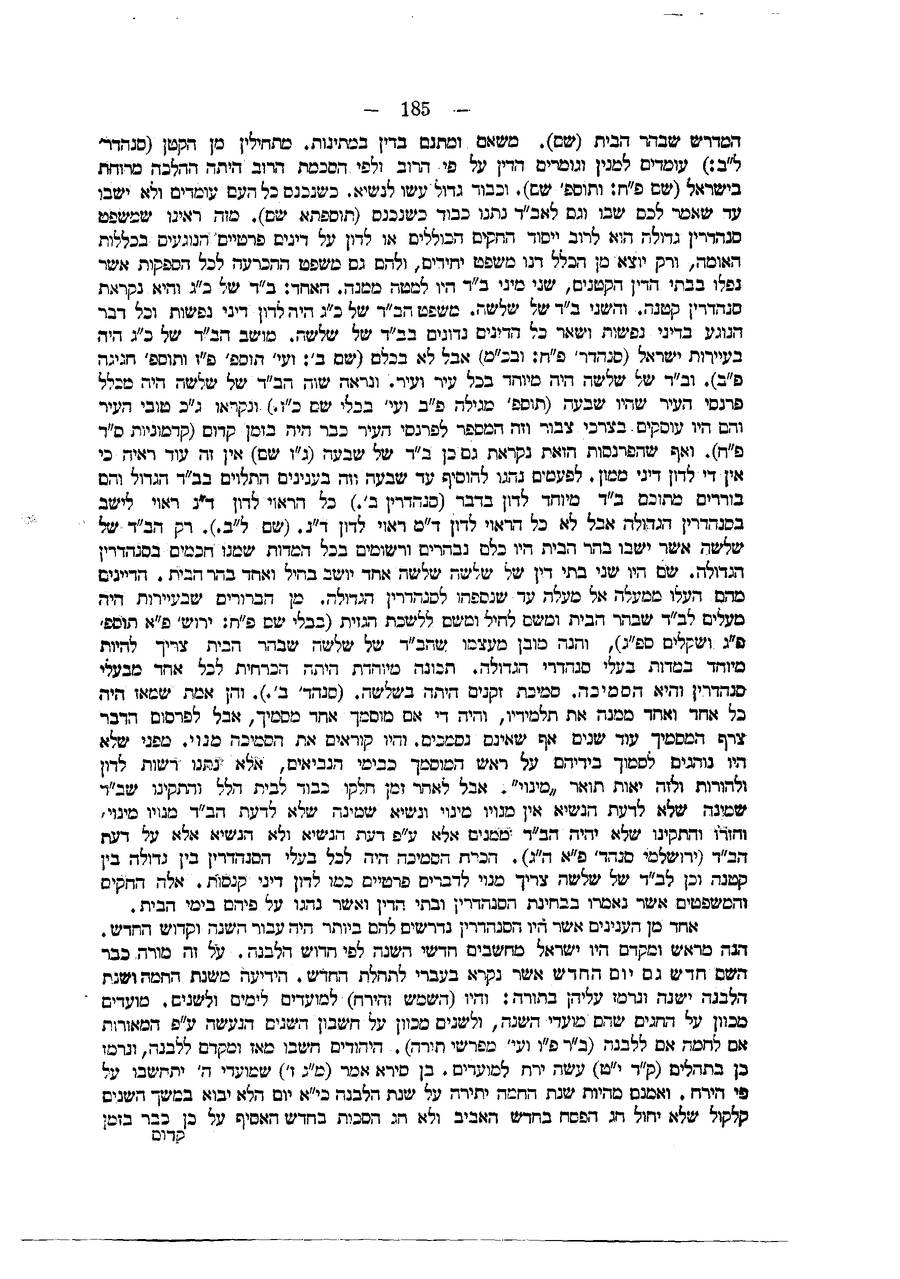 — 185 —
המדרש שבהר הבית (שם). משאם ומתנם בדין במתינות. מתחילין מן הקטן (סנהדר׳
ל״ב:) עומדים למנין וגומרים הדין על פי הרוב ולפי הסכמת הרוב היתה ההלכה מרוחת
בישראל (שם פ״ח: ותוספ׳ שם). וכבוד גדול עשו לנשיא. כשנכנס כל העם עומדים ולא ישבו
עד שאמר לכם שבו וגם לאב״ד נתנו כבוד כשנכנס (תוספתא שם). מזה ראינו שמשפט
סנהדרין גדולה הוא לרוב ייסוד החקים הכוללים או לדון על דינים פרטיים הנוגעים בכללות
האומה, ורק יוצא מן הכלל דנו משפט יחידים, ולהם גם משפט ההכרעה לכל הספקות אשר
נפלו בבתי הדין הקטנים, שני מיני ב״ד היו למטה ממנה. האחד: ב״ד של כ״ג והיא נקראת
סנהדרין קטנה. והשני ב״ד של שלשה. משפט הב״ד של כ״ג היה לדון דיני נפשות וכל דבר
הנוגע בדיני נפשות ושאר כל הדינים נדונים בב״ד של שלשה. מושב הב״ד של כ״ג היה
בעיירות ישראל (סנהדר׳ פ״ח: ובכ״מ) אבל לא בכלם (שם ב׳: ועי׳ תוספ׳ פ״ז ותוספ׳ חגיגה
פ״ב). וב״ד של שלשה היה מיוחד בכל עיר ועיר. ונראה שזה הב״ד של שלשה היה מכלל
פרנסי העיר שהיו שבעה (תוספ׳ מגילה פ״ב ועי׳ בבלי שם כ״ז.) ונקראו ג״כ טובי העיר
והם היו עוסקים בצרכי צבור וזה המספר לפרנסי העיר כבר היה בזמן קדום (קדמוניות ס״ד
פ״ח). ואף שהפרנסות הזאת נקראת גם כן ב״ד של שבעה (ג״ז שם) אין זה עוד ראיה כי
אין די לדון דיני ממון. לפעמים נהגו להוסיף עד שבעה וזה בענינים התלוים בב״ד הגדול והם
בוררים מתוכם ב״ד מיוחד לדון בדבר (סנהדרין ב׳.) כל הראוי לדון ד״נ ראוי לישב
בסנהדרין הגדולה אבל לא כל הראוי לדון ד״מ ראוי לדון ד״נ. (שם ל״ב.). רק הב״ד של
שלשה אשר ישבו בהר הבית היו כלם נבחרים ורשומים בכל המדות שמנו חכמים בסנהדרין
הגדולה. שם היו שני בתי דין של שלשה שלשה אחד יושב בחיל ואחד בהר הבית. הדיינים
מהם העלו ממעלה אל מעלה עד שנספחו לסנהדרין הגדולה. מן הברורים שבעיירות היה
מעלים לב״ד שבהר הבית ומשם לחיל ומשם ללשכת הגזית (בבלי שם פ״ח: ירוש׳ פ״א תוספ׳
פ״ג ושקלים ספ״ג), והנה מובן מעצמו שהב״ד של שלשה שבהר הבית צריך להיות
מיוחד במדות בעלי סנהדרי הגדולה. תכונה מיוחדת היתה הכרחית לכל אחד מבעלי
סנהדרין והיא הסמיכה. סמיכת זקנים היתה בשלשה. (סנהד׳ ב׳.). והן אמת שמאז היה
כל אחד ואחד ממנה את תלמידיו, והיה די אם מוסמך אחד מסמיך, אבל לפרסום הדבר
צרף המסמיך עוד שנים אף שאינם נסמכים. והיו קוראים את הסמיכה מנוי. מפני שלא
היו נוהגים לסמוך בידיהם על ראש המוסמך כבימי הנביאים, אלא נתנו רשות לדון
ולהורות ולזה יאות תואר „מינוי״. אבל לאחר זמן חלקו כבוד לבית הלל והתקינו שב״ד
שמינה שלא לדעת הנשיא אין מנויו מינוי ונשיא שמינה שלא לדעת הב״ד מנויו מינוי,
וחזרו והתקינו שלא יהיה הב״ד ממנים אלא ע״פ דעת הנשיא ולא הנשיא אלא על דעת
הב״ד (ירושלמי סנהד׳ פ״א ה״ג). הכרח הסמיכה היה לכל בעלי הסנהדרין בין גדולה בין
קטנה וכן לב״ד של שלשה צריך מנוי לדברים פרטיים כמו לדון דיני קנסות. אלה החקים
והמשפטים אשר נאמרו בבחינת הסנהדרין ובתי הדין ואשר נהגו על פיהם בימי הבית.
אחד מן הענינים אשר היו הסנהדרין נדרשים להם ביותר היה עבור השנה וקדוש החדש.
הנה מראש ומקדם היו ישראל מחשבים חדשי השנה לפי חדוש הלבנה. על זה מורה כבר
השם חדש גם יום החדש אשר נקרא בעברי לתחלת החדש. הידיעה משנת החמה ושנת
הלבנה ישנה ונרמז עליהן בתורה: והיו (השמש והירח) למועדים לימים ולשנים. מועדים
מכוון על החגים שהם מועדי השנה, ולשנים מכוון על חשבון השנים הנעשה ע״פ המאורות
אם לחמה אם ללבנה (ב״ר פ״ו ועי׳ מפרשי תורה). היהודים חשבו מאז ומקדם ללבנה, ונרמז
כן בתהלים (ק״ד י״ט) עשה ירח למועדים. בן סירא אמר (מ״ג ז׳) שמועדי ה׳ יתחשבו על
פי הירח. ואמנם מהיות שנת החמה יתירה על שנת הלבנה כי״א יום הלא יבוא במשך השנים
קלקול שלא יחול חג הפסח בחדש האביב ולא חג הסכות בחדש האסיף על כן כבר בזמן
קדום